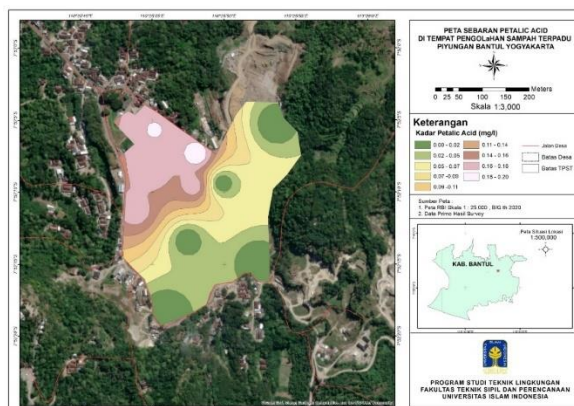 PETA SEBARAN PETALIC ACID
DI TEMPAT PENGOLaHAN SAMPAH TERPADU
PIYUNGAN BANTUL YOGYAKARTA
0 25 50 100 150 200
Meters
Skala 1:3,000
Keterangan
Kadar Petalic Acid (mg/l)
0.00 - 0.02
0.02 - 0.05
0.05 - 0.07
0.07 - 0.09
0.09 - 0.11
0.11 - 0.14
0.14 - 0.16
0.16 - 0.18
0.18 - 0.20
Jalan Desa
Batas Desa
Batas TPST
Sumber Peta :
1. Peta RBI Skala 1 : 25.000 , BIG th 2020
2. Data Primer Hasil Survey
Peta Situasi Lokasi
1:300,000
KAB. BANTUL
PROGRAM STUDI TEKNIK LINGKUNGAN
FAKULTAS TEKNIK SIPIL DAN PERENCANAAN
UNIVERSITAS ISLAM INDONESIA